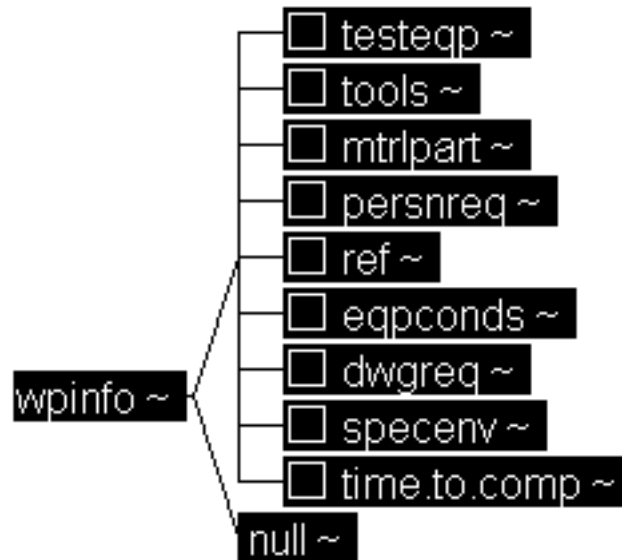 testeqp ~
tools ~
mtrlpart ~
persnreq ~
ref ~
eqpconds ~
dwgreq ~
wpinfo ~
specenv ~
time.to.comp ~
null ~